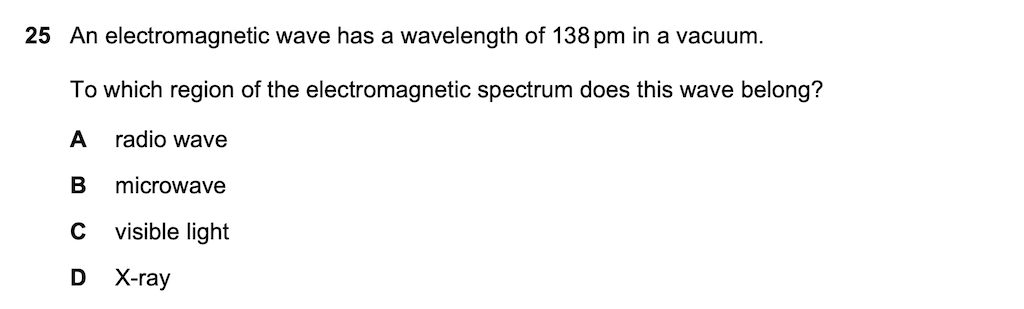 25 An electromagnetic wave has a wavelength of 138 pm in a vacuum.
To which region of the electromagnetic spectrum does this wave belong?
A radio wave
B microwave
C visible light
D X-ray